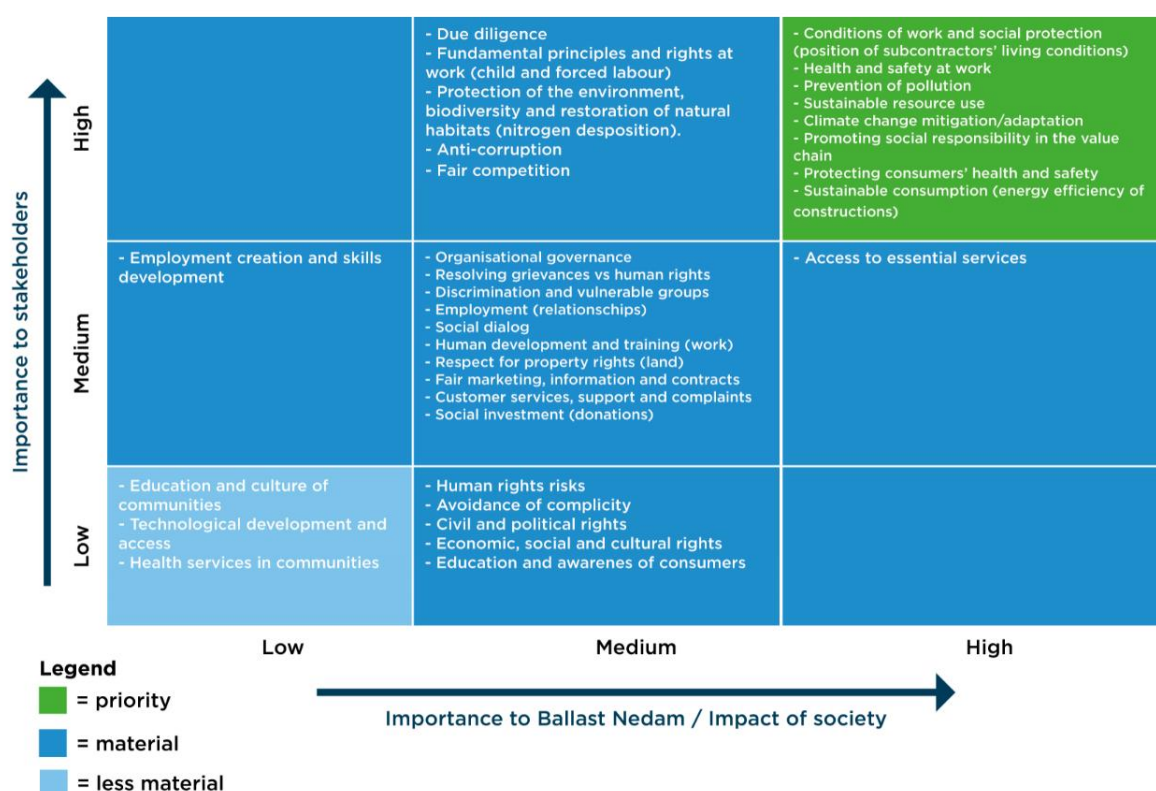 Importance to stakeholders
High
- Due diligence
- Fundamental principles and rights at
work (child and forced labour)
- Protection of the environment,
biodiversity and restoration of natural
habitats (nitrogen desposition).
- Anti-corruption
- Fair competition
- Conditions of work and social protection
(position of subcontractors’ living conditions)
- Health and safety at work
- Prevention of pollution
- Sustainable resource use
- Climate change mitigation/adaptation
- Promoting social responsibility in the value
chain
- Protecting consumers’ health and safety
- Sustainable consumption (energy efficiency of
constructions)
Medium
- Employment creation and skills
development
- Organisational governance
- Resolving grievances vs human rights
- Discrimination and vulnerable groups
- Employment (relationschips)
- Social dialog
- Human development and training (work)
- Respect for property rights (land)
- Fair marketing, information and contracts
- Customer services, support and complaints
- Social investment (donations)
- Access to essential services
Low
- Education and culture of
communities
- Technological development and
access
- Health services in communities
- Human rights risks
- Avoidance of complicity
- Civil and political rights
- Economic, social and cultural rights
- Education and awarenes of consumers
Low
Medium
High
Importance to Ballast Nedam / Impact of society
Legend
= priority
= material
= less material